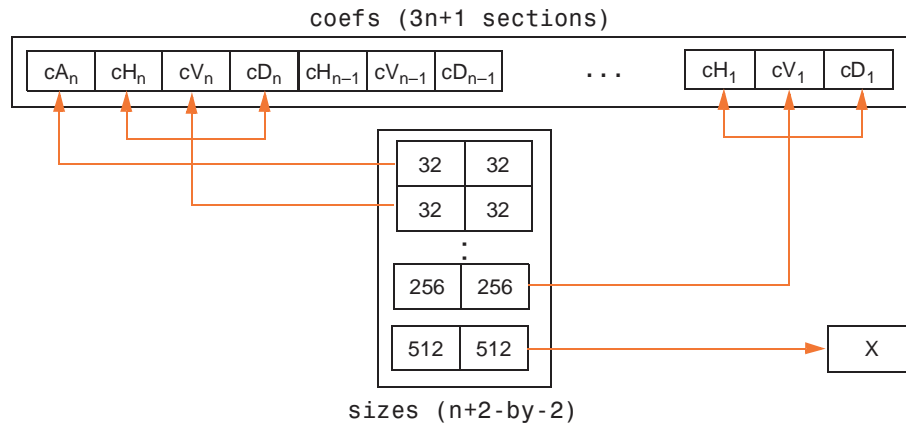 coefs (3n+1 sections)
cAₙ cHₙ cVₙ cDₙ cHₙ₋₁ cVₙ₋₁ cDₙ₋₁ ... cH₁ cV₁ cD₁
32 32
32 32
:
256 256
512 512 X
sizes (n+2-by-2)